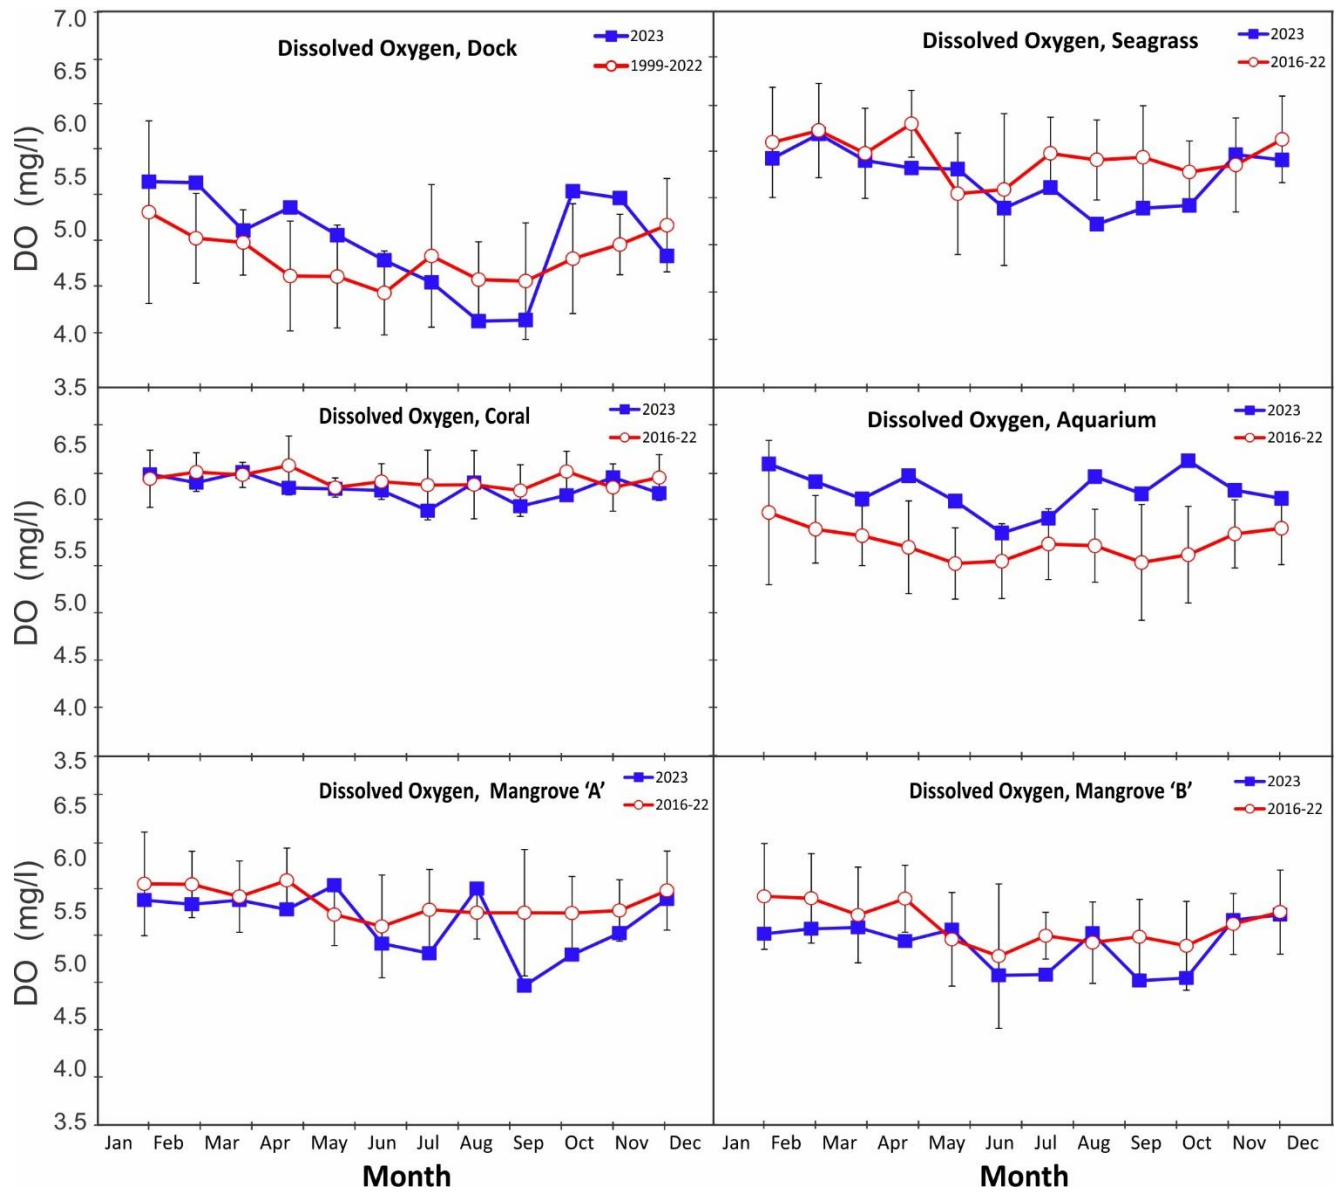 7.0
6.5
6.0
5.5
5.0
4.5
4.0
3.5
DO (mg/l)
Dissolved Oxygen, Dock
2023
1999-2022
Dissolved Oxygen, Seagrass
2023
2016-22
6.5
6.0
5.5
5.0
4.5
4.0
3.5
DO (mg/l)
Dissolved Oxygen, Coral
2023
2016-22
Dissolved Oxygen, Aquarium
2023
2016-22
6.5
6.0
5.5
5.0
4.5
4.0
3.5
DO (mg/l)
Dissolved Oxygen, Mangrove ‘A’
2023
2016-22
Dissolved Oxygen, Mangrove ‘B’
2023
2016-22
Jan Feb Mar Apr May Jun Jul Aug Sep Oct Nov Dec
Jan Feb Mar Apr May Jun Jul Aug Sep Oct Nov Dec
Month
Month